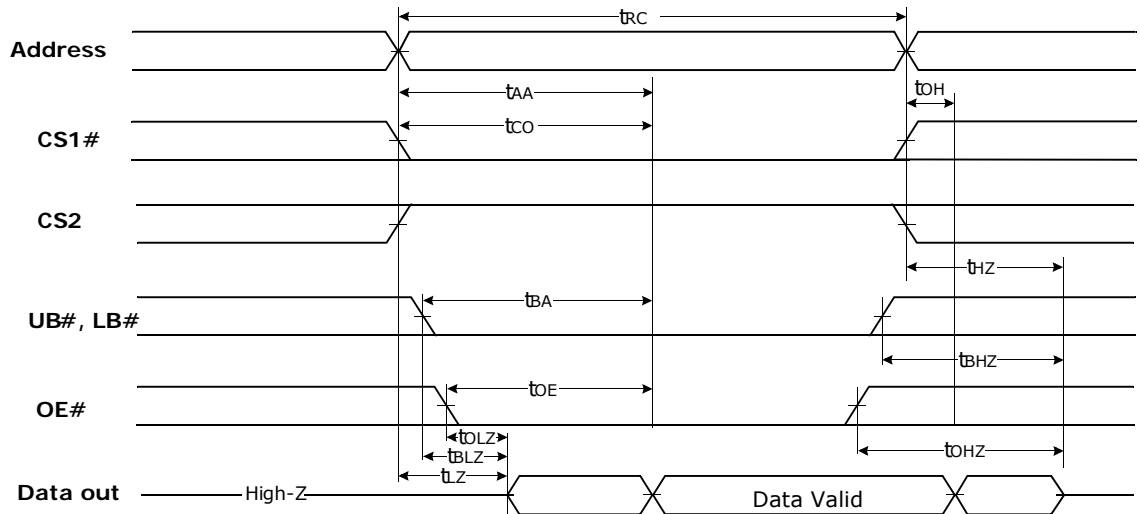 tRC
Address
tAA
tOH
tCO
CS1#
CS2
tHZ
tBA
UB#, LB#
tBHZ
tOE
OE#
tOLZ
tBLZ
tOHZ
tLZ
Data out
High-Z
Data Valid